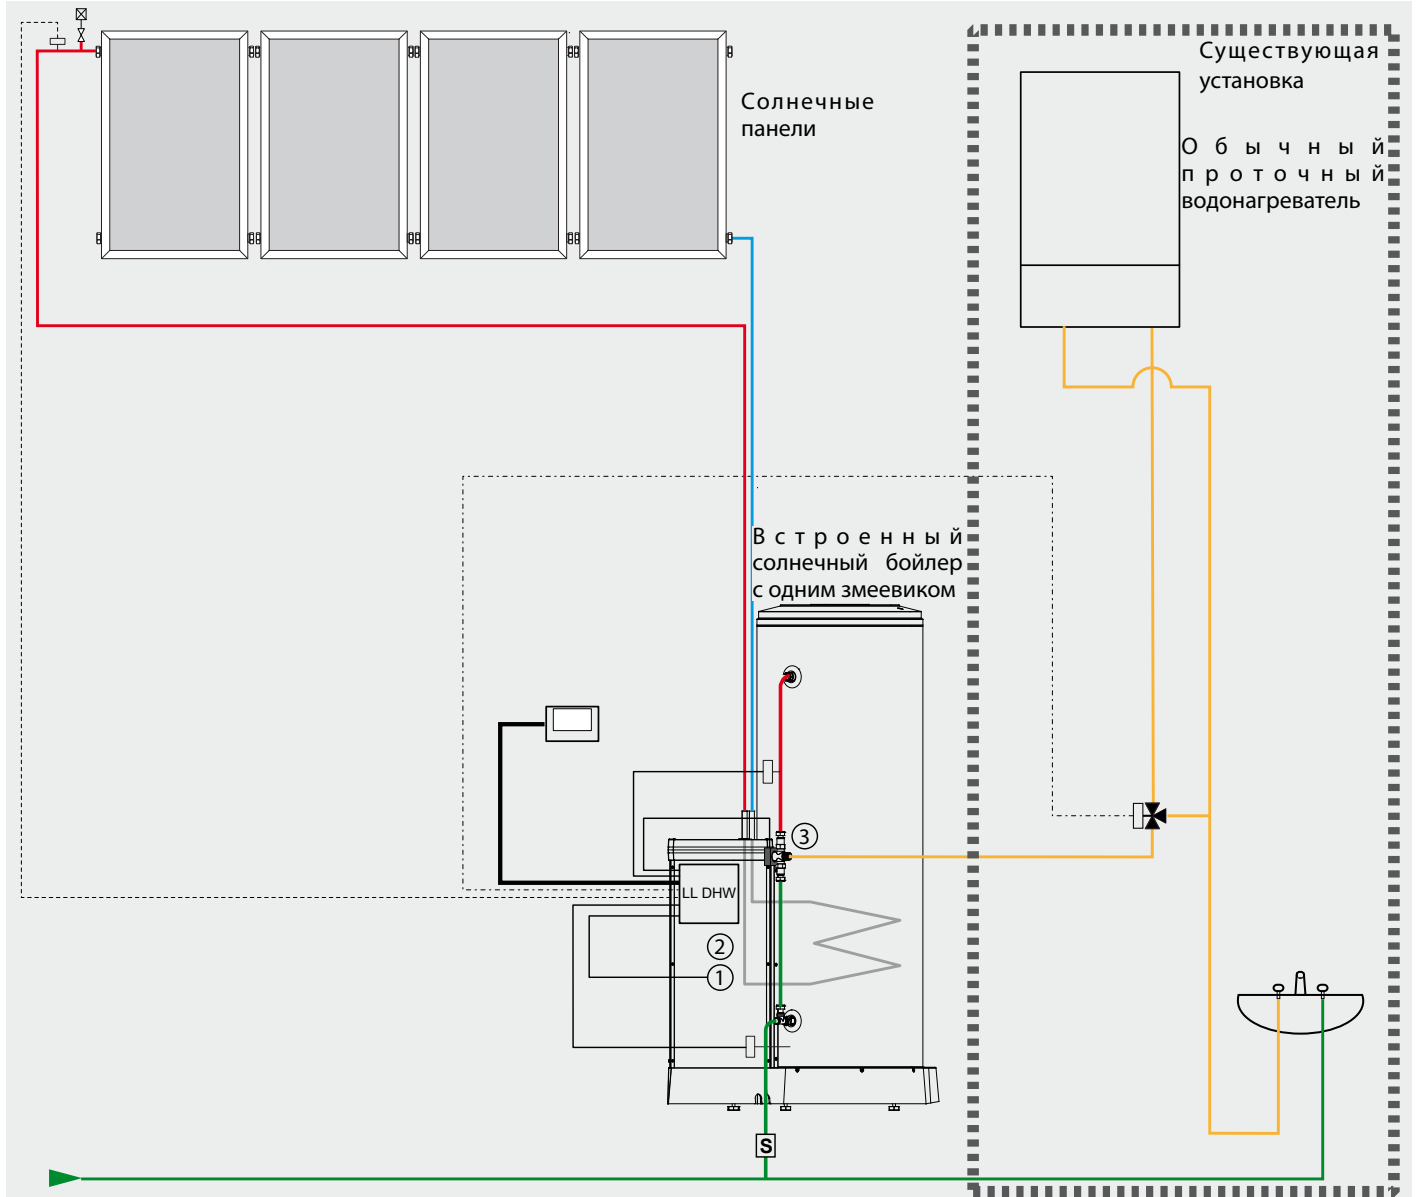 Существующая
установка
Солнечные
панели
Обычный
проточный
водонагреватель
Встроенный
солнечный бойлер
с одним змеевиком
3
LL DHW
2
1
S